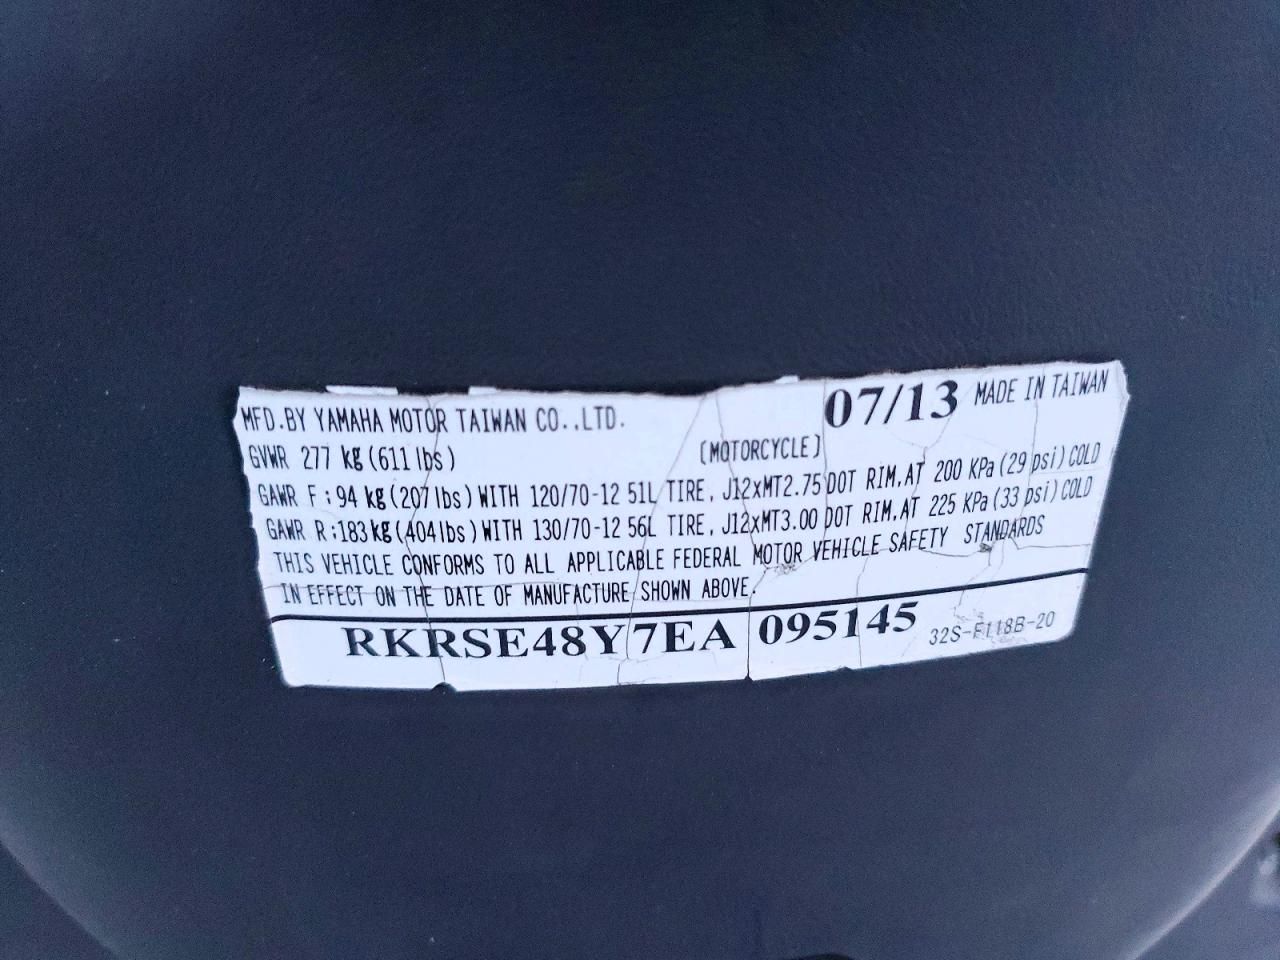 MFD.BY YAMAHA MOTOR TAIWAN CO.,LTD. 07/13 MADE IN TAIWAN
GVWR 277 kg (611 lbs) [MOTORCYCLE]
GAWR F : 94 kg (207 lbs) WITH 120/70-12 51L TIRE, J12xMT2.75 DOT RIM, AT 200 KPa (29 psi) COLD
GAWR R : 183 kg (404 lbs) WITH 130/70-12 56L TIRE, J12xMT3.00 DOT RIM, AT 225 KPa (33 psi) COLD
THIS VEHICLE CONFORMS TO ALL APPLICABLE FEDERAL MOTOR VEHICLE SAFETY STANDARDS
IN EFFECT ON THE DATE OF MANUFACTURE SHOWN ABOVE.
RKRSE48Y7EA 095145 32S-F118B-20